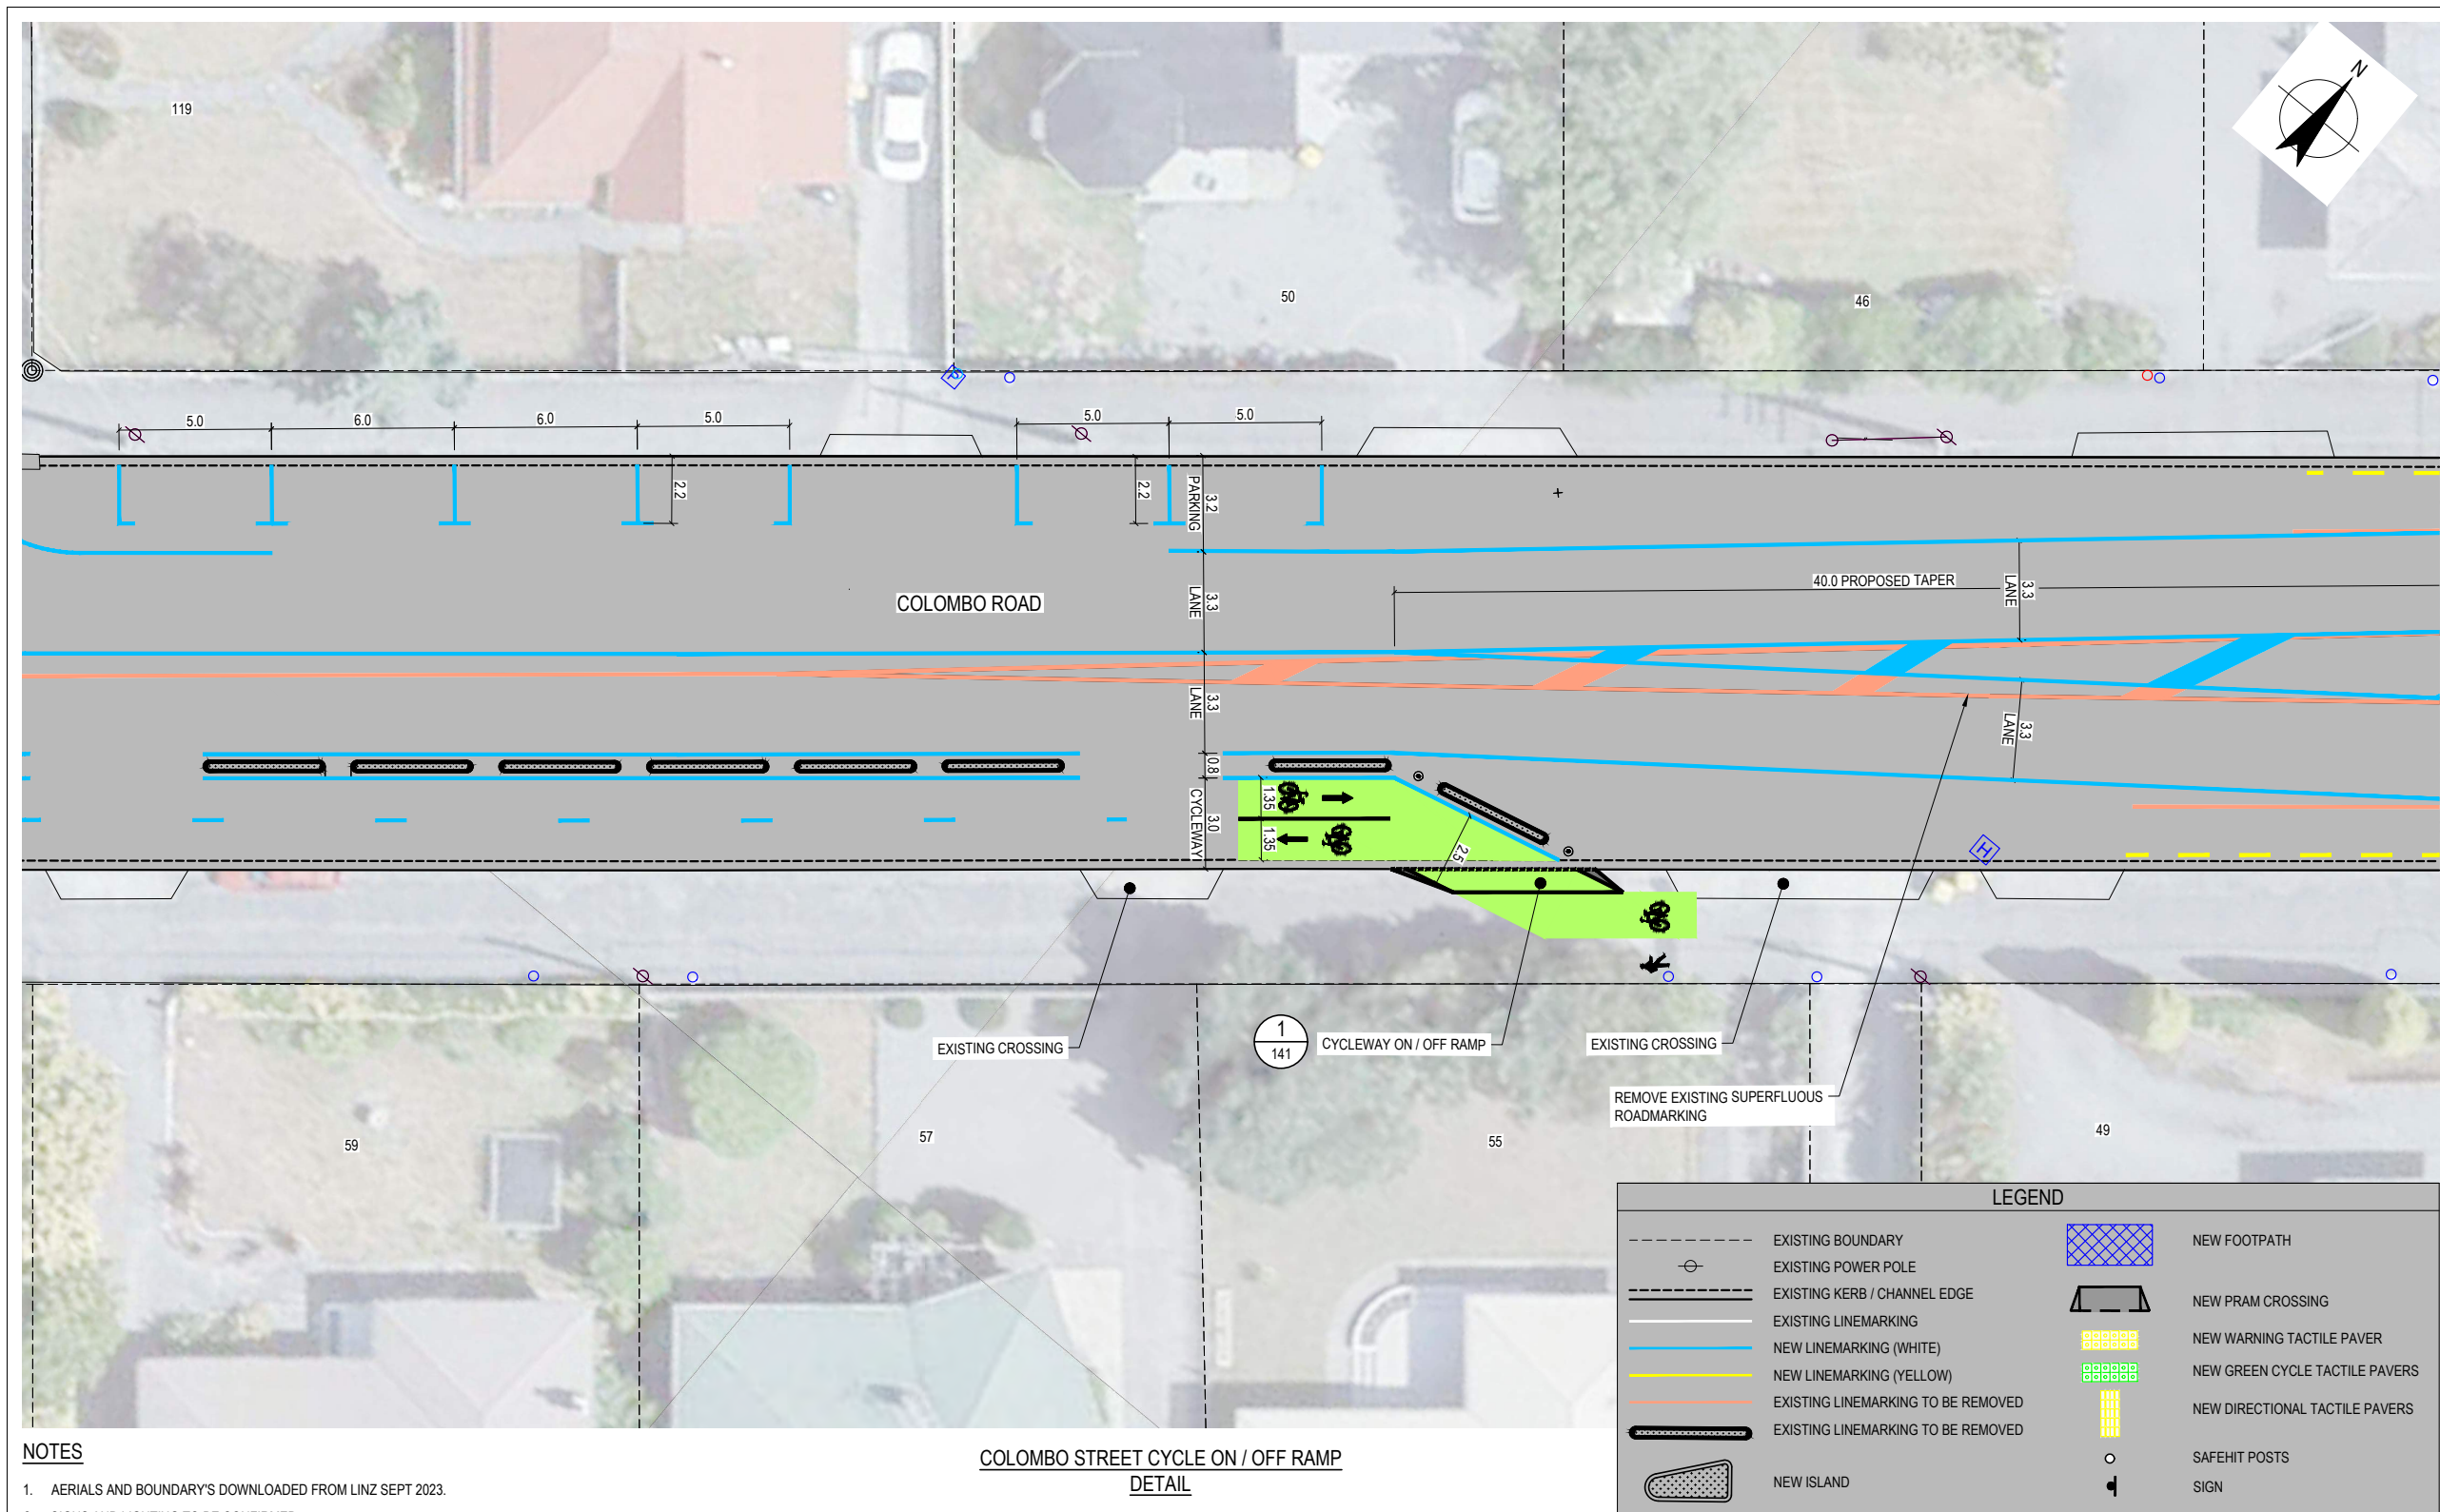 N
119
50
46
P
5.0
6.0
6.0
5.0
5.0
5.0
2.2
2.2
3.2
PARKING
COLOMBO ROAD
3.3
LANE
40.0 PROPOSED TAPER
3.3
LANE
3.3
LANE
3.3
LANE
0.8
1.35
3.0
CYCLEWAY
1.35
2.5
H
EXISTING CROSSING
1
141
CYCLEWAY ON / OFF RAMP
EXISTING CROSSING
REMOVE EXISTING SUPERFLUOUS
ROADMARKING
59
57
55
49
LEGEND
EXISTING BOUNDARY
EXISTING POWER POLE
EXISTING KERB / CHANNEL EDGE
EXISTING LINEMARKING
NEW LINEMARKING (WHITE)
NEW LINEMARKING (YELLOW)
EXISTING LINEMARKING TO BE REMOVED
EXISTING LINEMARKING TO BE REMOVED
NEW ISLAND
NEW FOOTPATH
NEW PRAM CROSSING
NEW WARNING TACTILE PAVER
NEW GREEN CYCLE TACTILE PAVERS
NEW DIRECTIONAL TACTILE PAVERS
SAFEHIT POSTS
SIGN
NOTES
1. AERIALS AND BOUNDARY'S DOWNLOADED FROM LINZ SEPT 2023.
COLOMBO STREET CYCLE ON / OFF RAMP
DETAIL